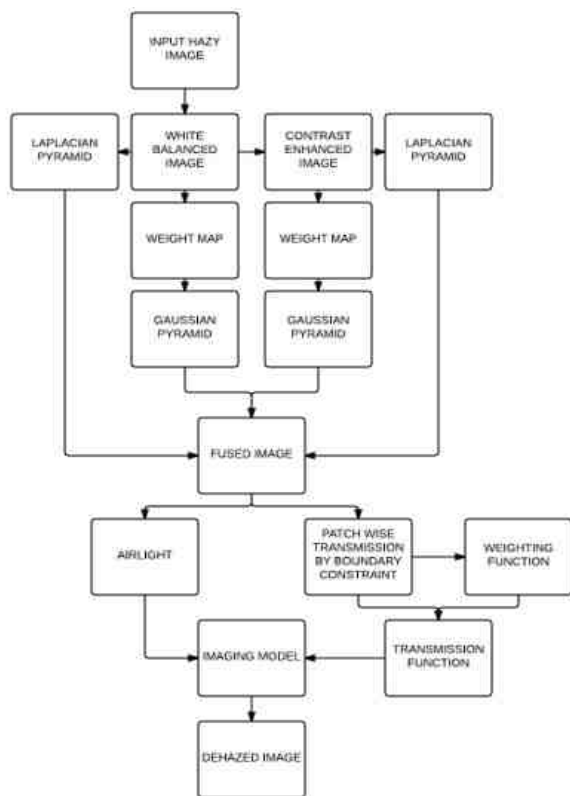 INPUT HAZY
IMAGE
LAPLACIAN
PYRAMID
WHITE
BALANCED
IMAGE
CONTRAST
ENHANCED
IMAGE
LAPLACIAN
PYRAMID
WEIGHT MAP
WEIGHT MAP
GAUSSIAN
PYRAMID
GAUSSIAN
PYRAMID
FUSED IMAGE
AIRLIGHT
PATCH WISE
TRANSMISSION
BY BOUNDARY
CONSTRAINT
WEIGHTING
FUNCTION
IMAGING MODEL
TRANSMISSION
FUNCTION
DEHAZED IMAGE